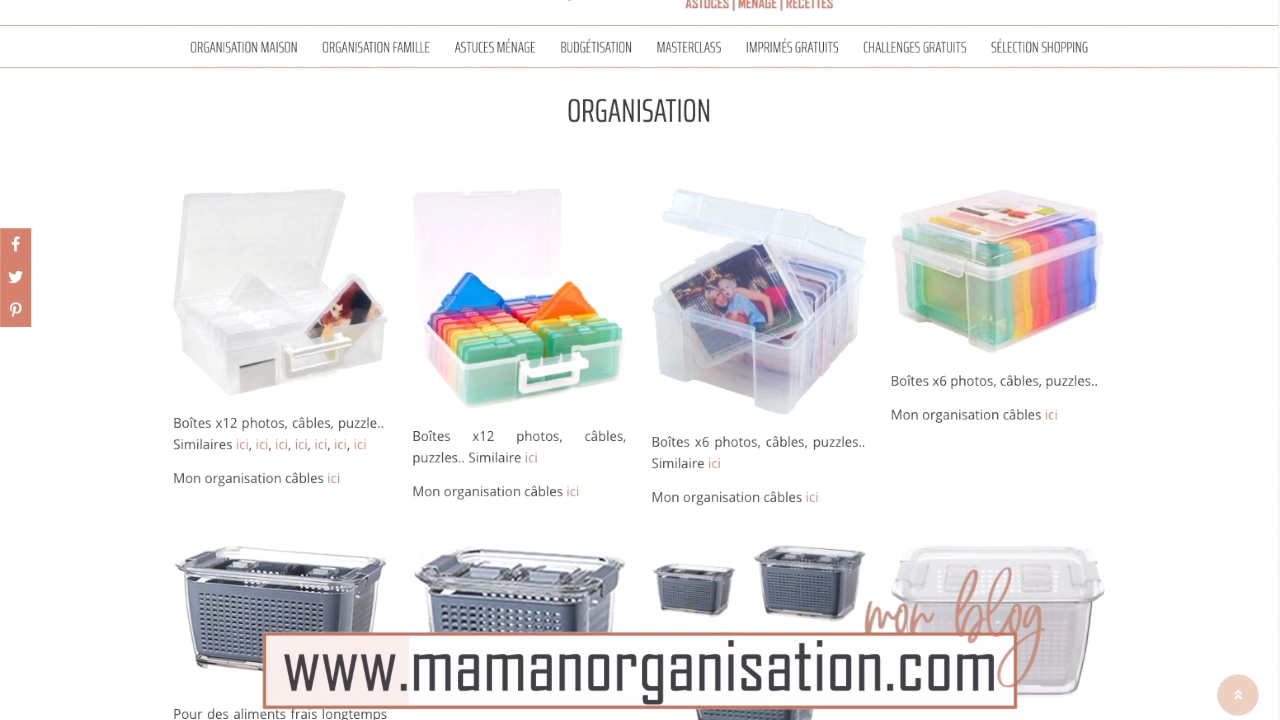 ASTUCES | MÉNAGE | RECETTES
ORGANISATION MAISON ORGANISATION FAMILLE ASTUCES MÉNAGE BUDGÉTISATION MASTERCLASS IMPRIMÉS GRATUITS CHALLENGES GRATUITS SÉLECTION SHOPPING
ORGANISATION
Boîtes x12 photos, câbles, puzzle..
Similaires ici, ici, ici, ici, ici, ici, ici
Mon organisation câbles ici
Boîtes x12 photos, câbles,
puzzles.. Similaire ici
Mon organisation câbles ici
Boîtes x6 photos, câbles, puzzles..
Similaire ici
Mon organisation câbles ici
Boîtes x6 photos, câbles, puzzles..
Mon organisation câbles ici
mon blog
www.mamanorganisation.com
Pour des aliments frais longtemps